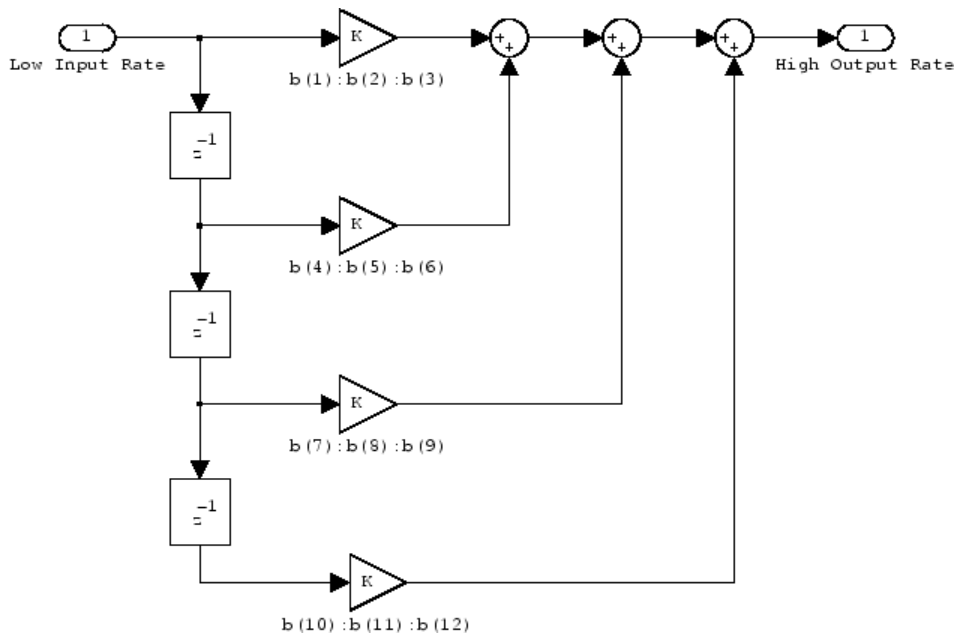 1
Low Input Rate
K
b(1):b(2):b(3)
+
+
+
+
+
+
1
High Output Rate
z^-1
K
b(4):b(5):b(6)
z^-1
K
b(7):b(8):b(9)
z^-1
K
b(10):b(11):b(12)